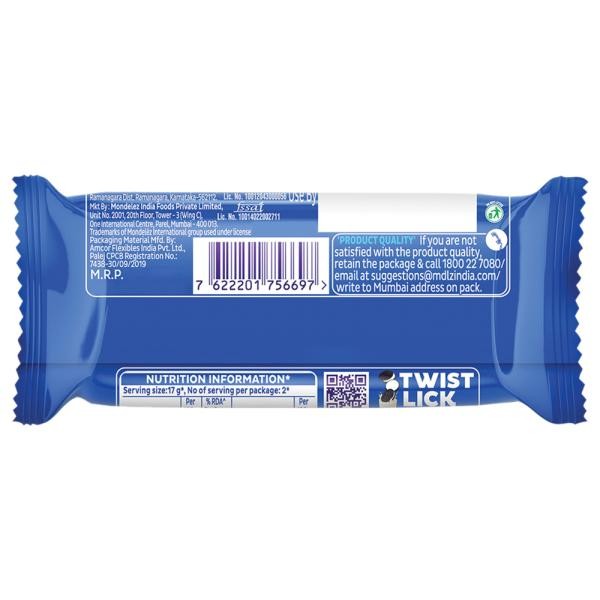 Ramanagara Dist. Ramanagara, Karnataka-562112. Lic. No. 10012043000056 Use by
Mkt By: Mondelez India Foods Private Limited, fssai
Unit No. 2001, 20th Floor, Tower - 3 (Wing C), Lic. No. 10014022002711
One International Centre, Parel, Mumbai - 400 013.
Trademarks of Mondelēz International group used under license
Packaging Material Mfd. By:
Amcor Flexibles India Pvt. Ltd.,
Palej CPCB Registration No.:
7438-30/09/2019
M.R.P.
7 622201 756697 >
PRODUCT QUALITY If you are not
satisfied with the product quality,
retain the package & call 1800 22 7080/
email at suggestions@mdlzindia.com/
write to Mumbai address on pack.
NUTRITION INFORMATION*
Serving size:17 g*, No of serving per package: 2*
Per % RDA^ Per
TWIST
LICK